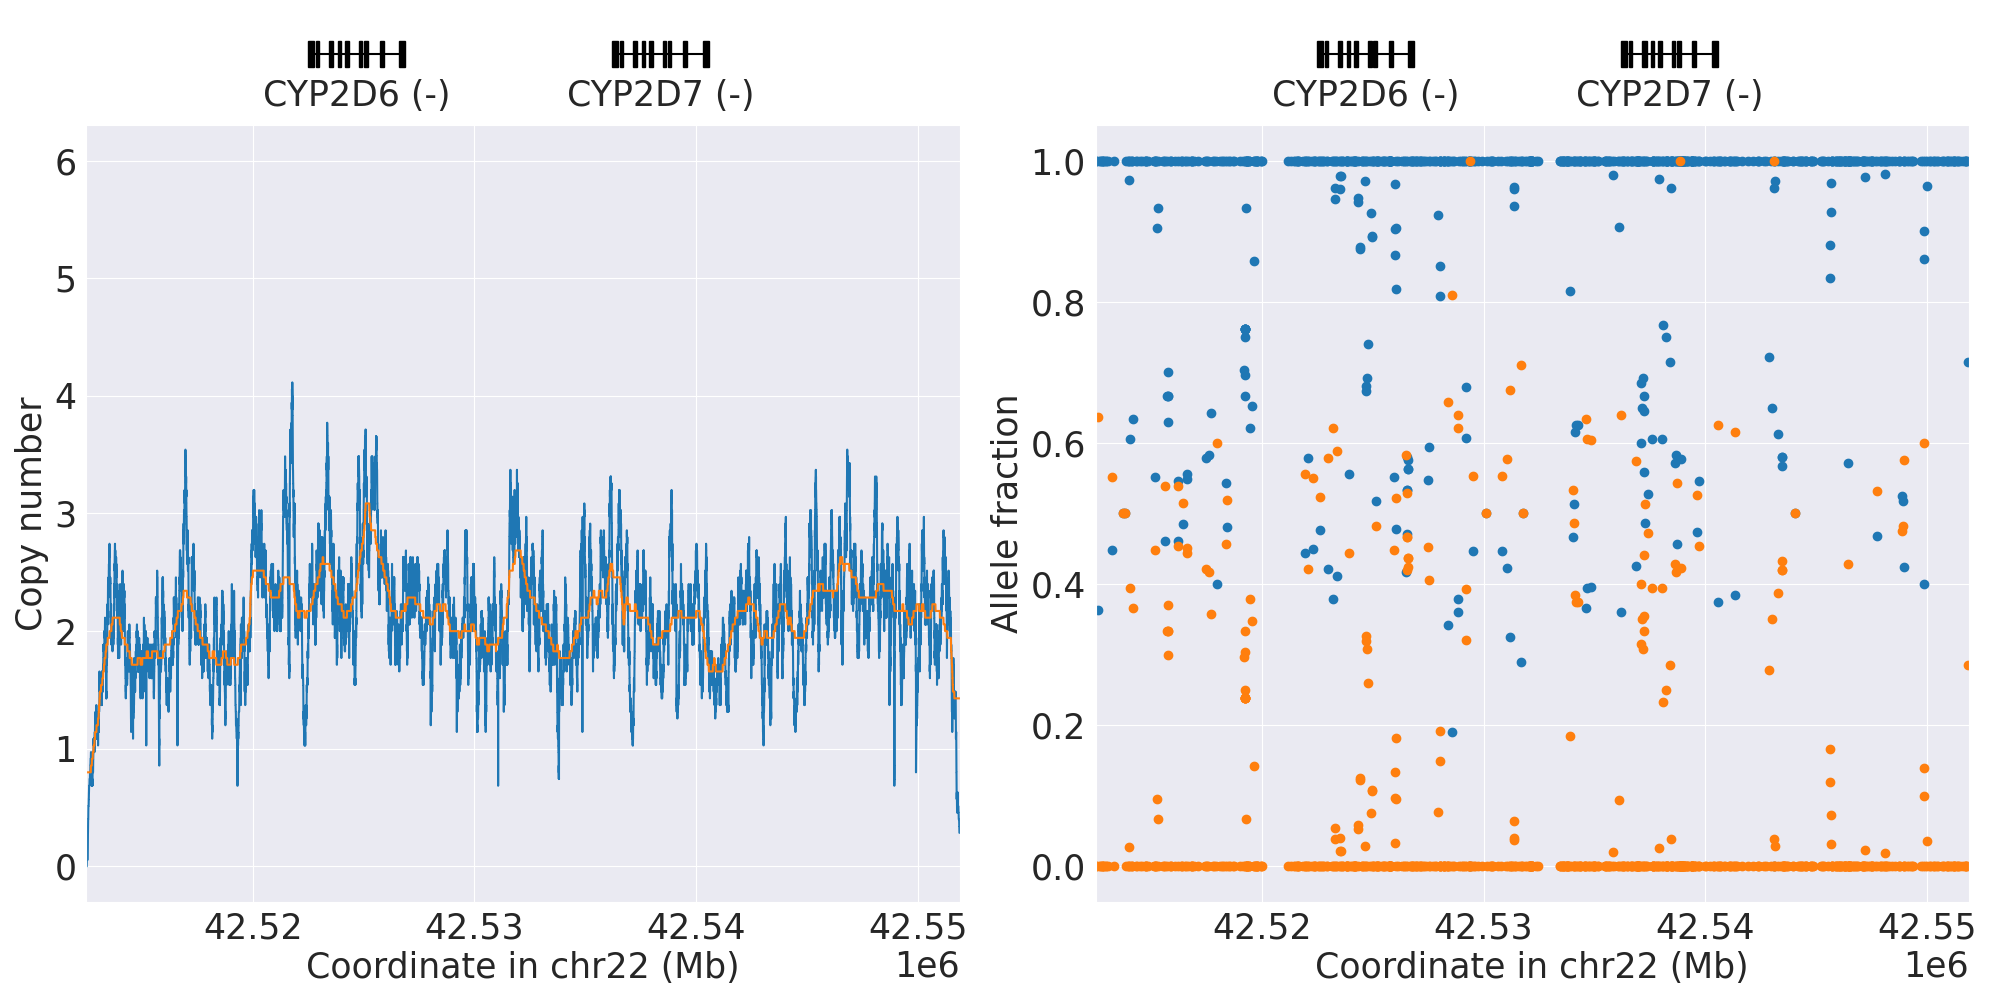 CYP2D6 (-)
CYP2D7 (-)
Copy number
6
5
4
3
2
1
0
42.52
42.53
42.54
42.55
Coordinate in chr22 (Mb)
1e6
CYP2D6 (-)
CYP2D7 (-)
Allele fraction
1.0
0.8
0.6
0.4
0.2
0.0
42.52
42.53
42.54
42.55
Coordinate in chr22 (Mb)
1e6